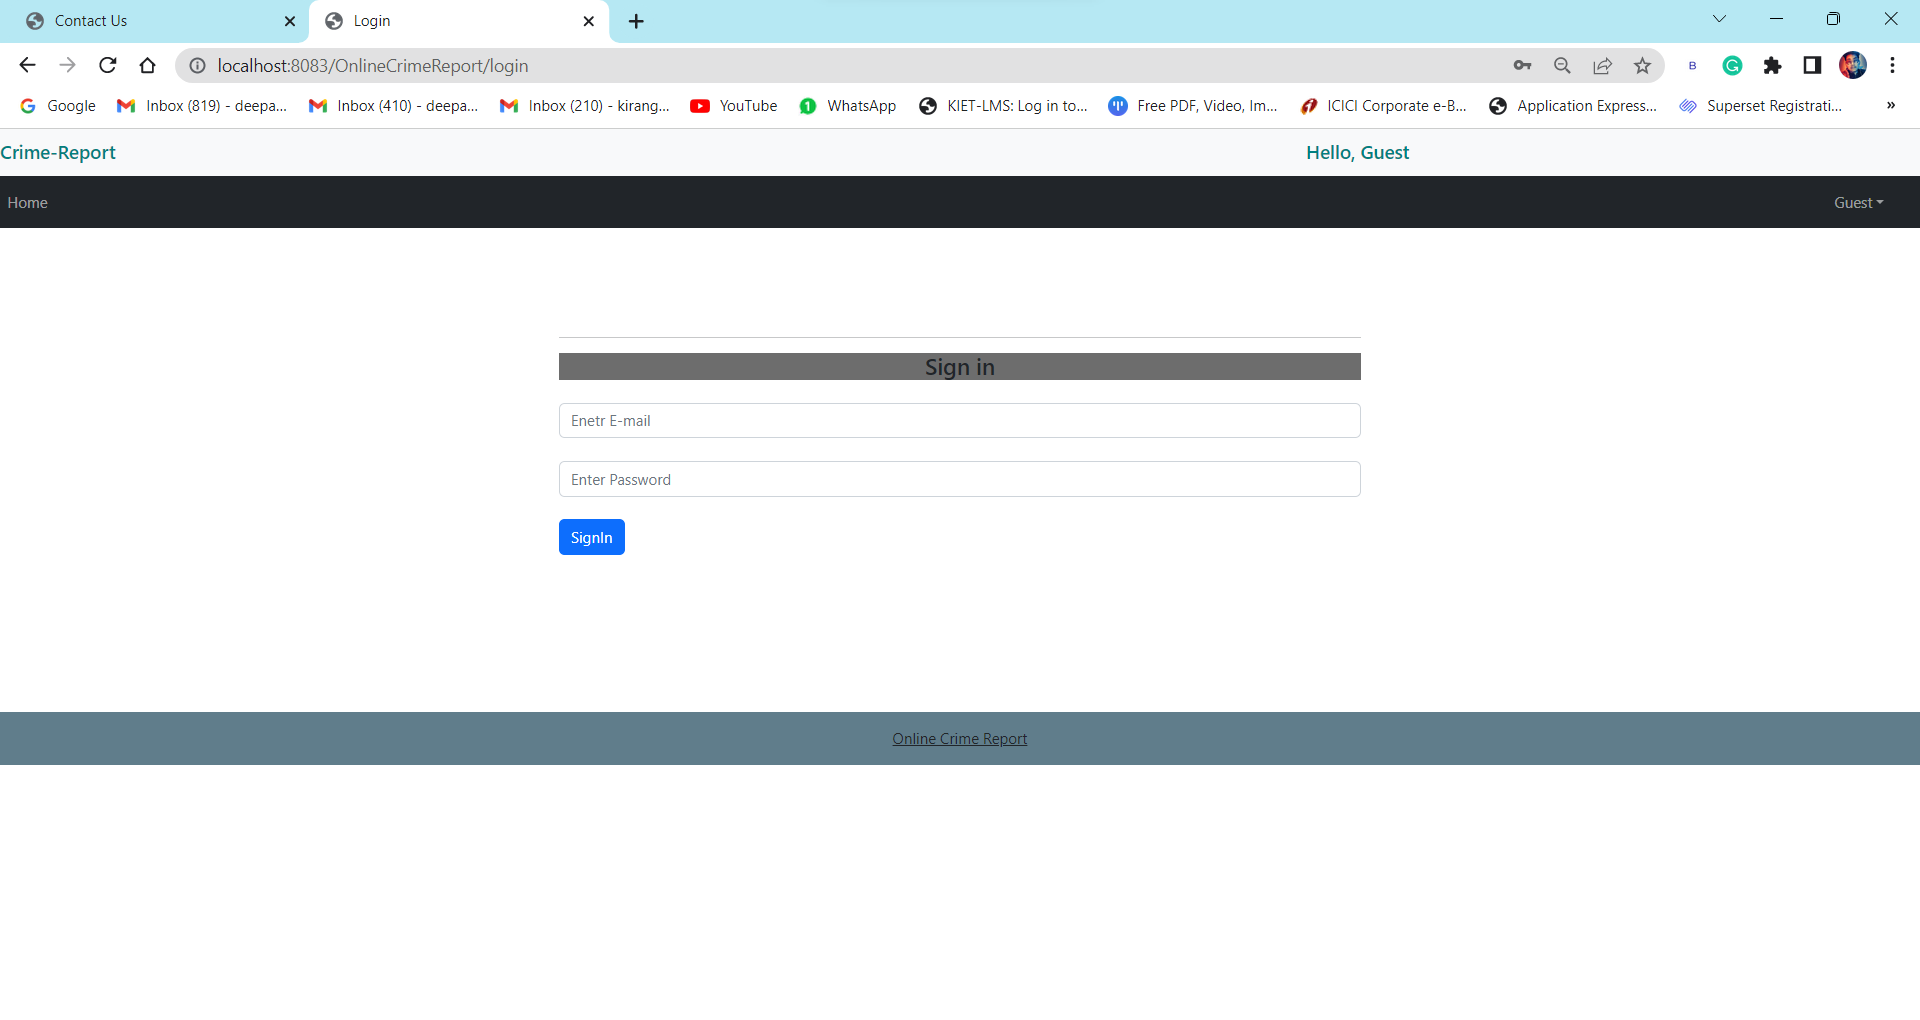 Contact Us
Login
localhost:8083/OnlineCrimeReport/login
B
G
Google
Inbox (819) - deepa...
Inbox (410) - deepa...
Inbox (210) - kirang...
YouTube
1
WhatsApp
KIET-LMS: Log in to...
Free PDF, Video, Im...
ICICI Corporate e-B...
Application Express...
Superset Registrati...
»
Crime-Report
Hello, Guest
Home
Guest
Sign in
Enetr E-mail
Enter Password
SignIn
Online Crime Report